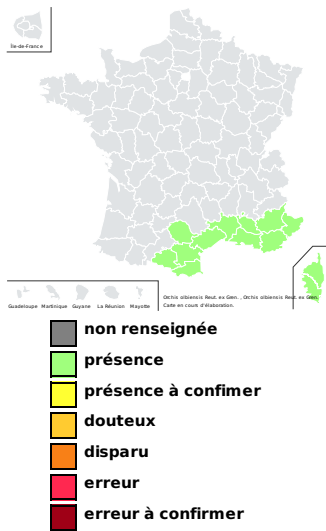 Île-de-France
Guadeloupe Martinique Guyane La Réunion Mayotte
Orchis olbiensis Reut. ex Gren. , Orchis olbiensis Reut. ex Gren.
Carte en cours d'élaboration.
non renseignée
présence
présence à confimer
douteux
disparu
erreur
erreur à confirmer